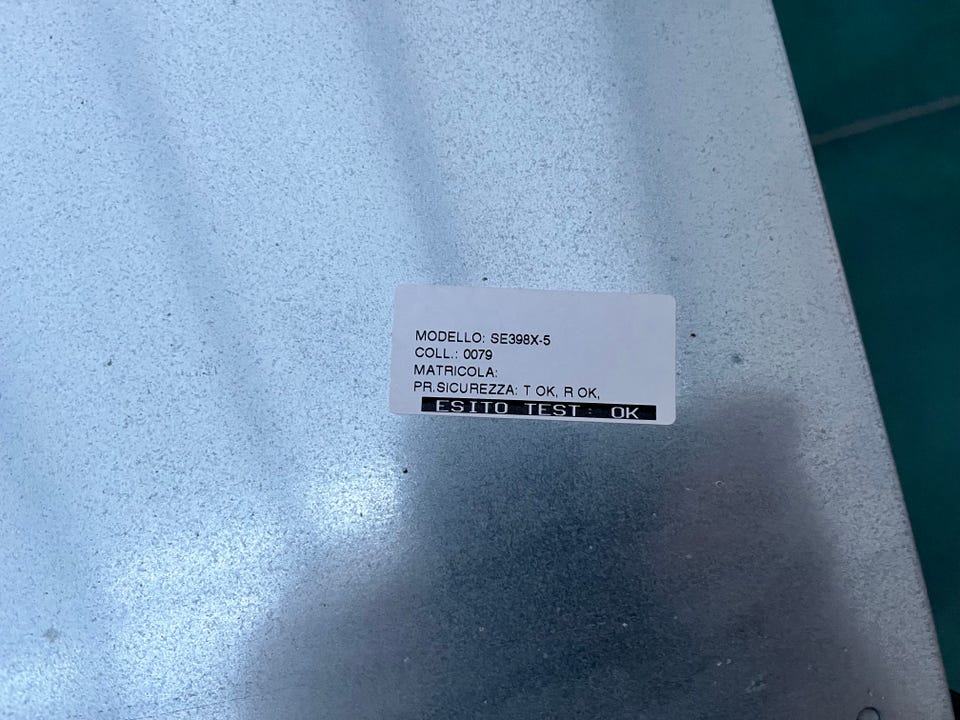 MODELLO: SE398X-5
COLL.: 0079
MATRICOLA:
PR.SICUREZZA: T OK, R OK,
ESITO TEST: OK